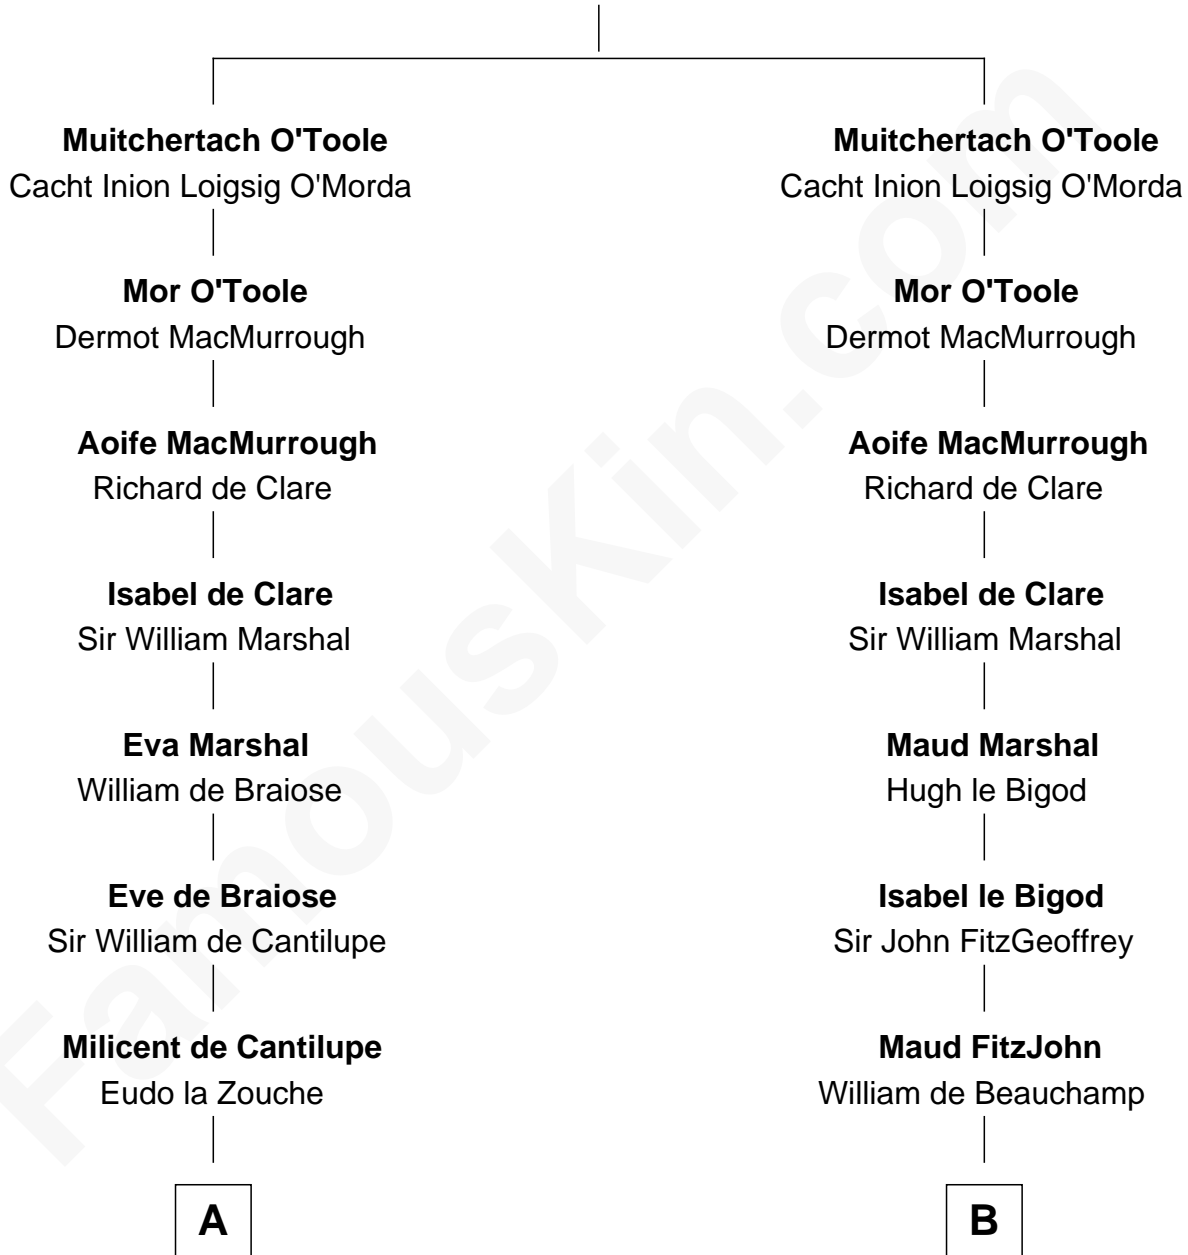 Muitchertach O'Toole
Cacht Inion Loigsig O'Morda
Mor O'Toole
Dermot MacMurrough
Aoife MacMurrough
Richard de Clare
Isabel de Clare
Sir William Marshal
Eva Marshal
William de Braiose
Eve de Braiose
Sir William de Cantilupe
Milicent de Cantilupe
Eudo la Zouche
A
Muitchertach O'Toole
Cacht Inion Loigsig O'Morda
Mor O'Toole
Dermot MacMurrough
Aoife MacMurrough
Richard de Clare
Isabel de Clare
Sir William Marshal
Maud Marshal
Hugh le Bigod
Isabel le Bigod
Sir John FitzGeoffrey
Maud FitzJohn
William de Beauchamp
B
FamousKin.com